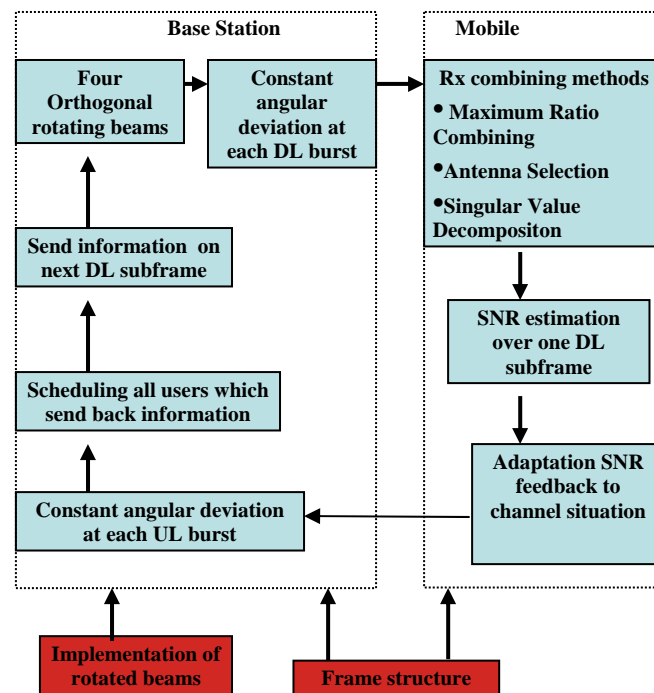 Base Station
Mobile
Four
Orthogonal
rotating beams
Constant
angular
deviation at
each DL burst
Rx combining methods
• Maximum Ratio
Combining
•Antenna Selection
•Singular Value
Decompositon
Send information on
next DL subframe
SNR estimation
over one DL
subframe
Scheduling all users which
send back information
Adaptation SNR
feedback to
channel situation
Constant angular deviation
at each UL burst
Implementation of
rotated beams
Frame structure